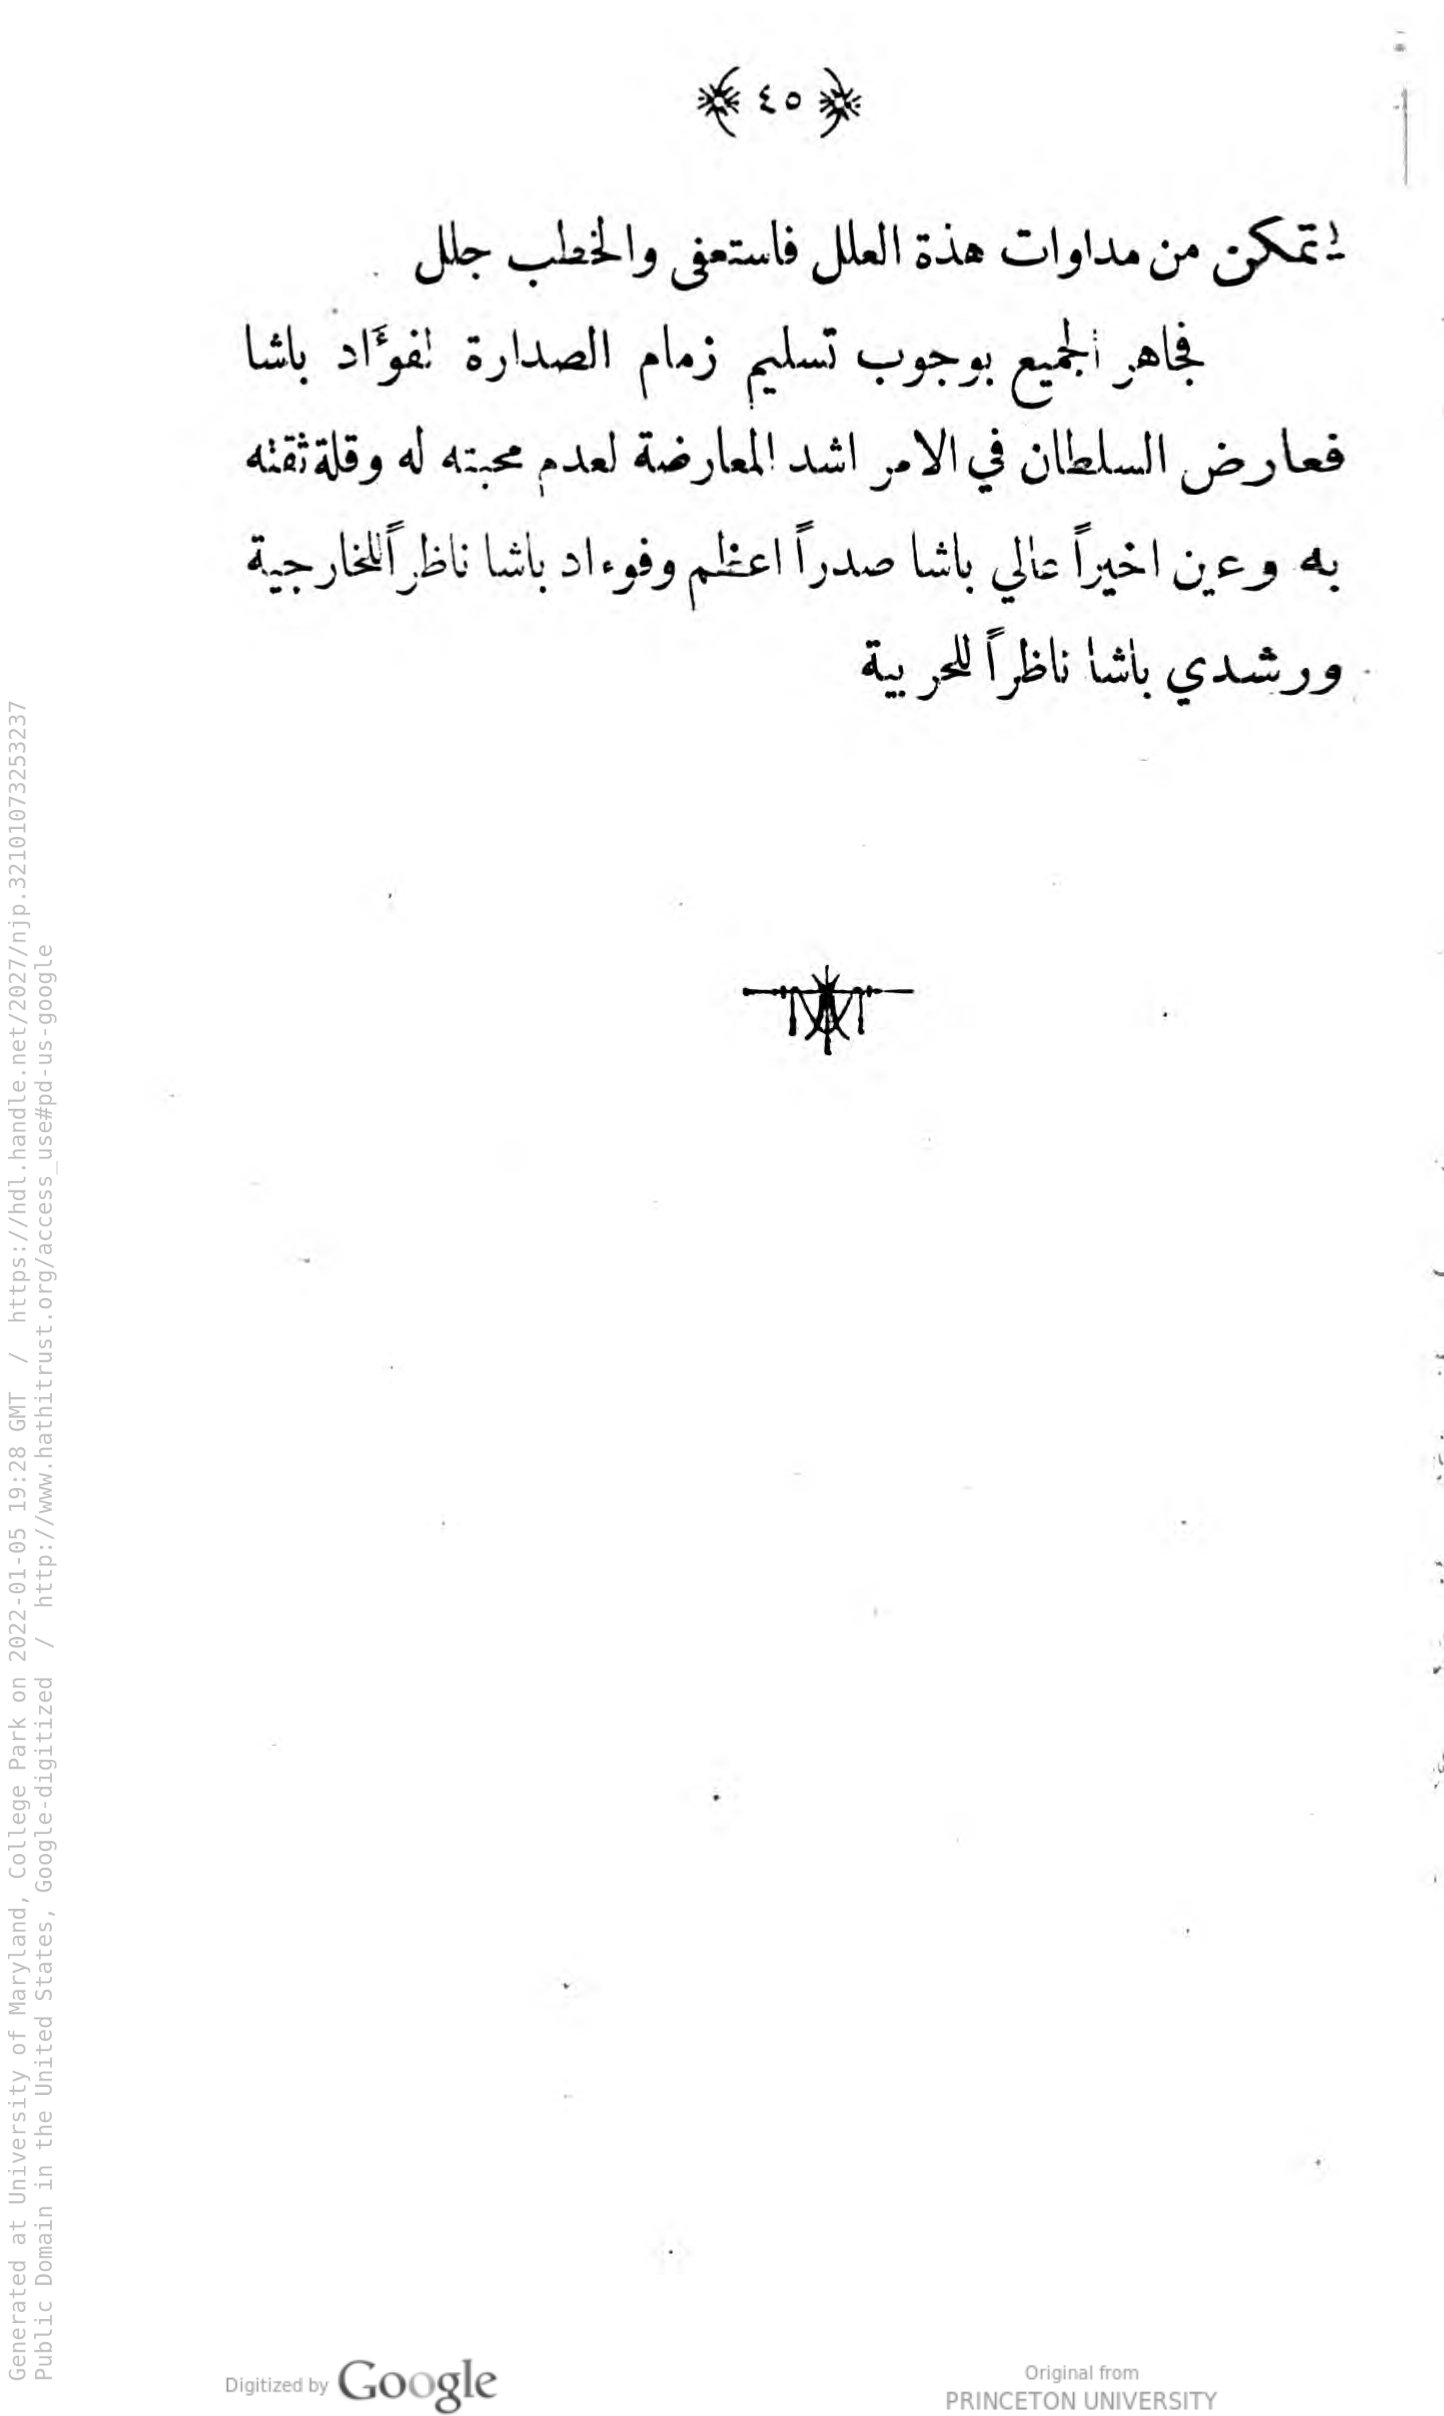 ٤٥
لا تمكن من مداوات هذة العلل فاستعفى والخطب جلل
فجاهر الجميع بوجوب تسليم زمام الصدارة لفوَّاد باشا
فعارض السلطان في الامر اشد المعارضة لعدم محبته له وقلة ثقته
به وعين اخيراً عالي باشا صدراً اعظم وفوءاد باشا ناظراً للخارجية
ورشدي باشا ناظراً للحربية
Generated at University of Maryland, College Park on 2022-01-05 19:28 GMT / https://hdl.handle.net/2027/njp.32101073253237
Public Domain in the United States, Google-digitized / http://www.hathitrust.org/access_use#pd-us-google
Digitized by Google
Original from
PRINCETON UNIVERSITY